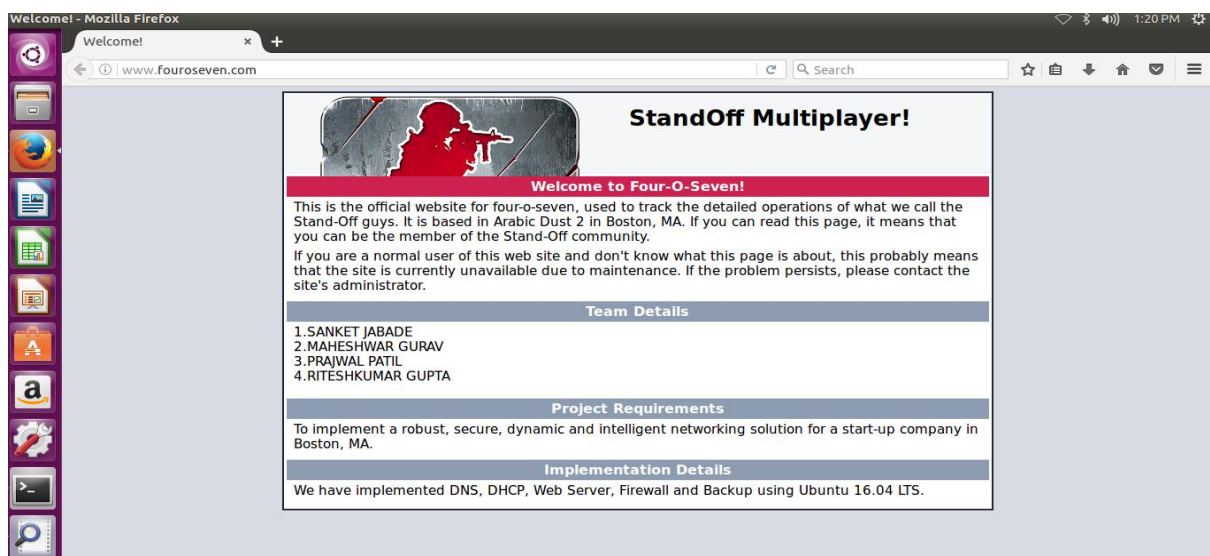 Welcome! - Mozilla Firefox
1:20 PM
Welcome!
www.fouroseven.com
Search
StandOff Multiplayer!
Welcome to Four-O-Seven!
This is the official website for four-o-seven, used to track the detailed operations of what we call the
Stand-Off guys. It is based in Arabic Dust 2 in Boston, MA. If you can read this page, it means that
you can be the member of the Stand-Off community.
If you are a normal user of this web site and don't know what this page is about, this probably means
that the site is currently unavailable due to maintenance. If the problem persists, please contact the
site's administrator.
Team Details
1.SANKET JABADE
2.MAHESHWAR GURAV
3.PRAJWAL PATIL
4.RITESHKUMAR GUPTA
Project Requirements
To implement a robust, secure, dynamic and intelligent networking solution for a start-up company in
Boston, MA.
Implementation Details
We have implemented DNS, DHCP, Web Server, Firewall and Backup using Ubuntu 16.04 LTS.